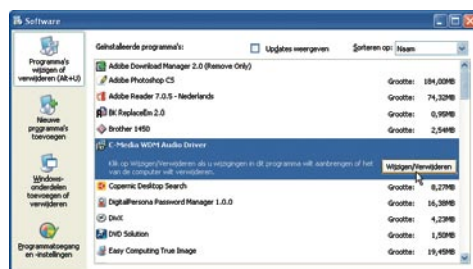 Software
Programma's wijzigen of verwijderen (Alt+U)
Nieuwe programma's toevoegen
Windows-onderdelen toevoegen of verwijderen
Programmatoegang en -instellingen
Geïnstalleerde programma's:
Updates weergeven
Sorteren op: Naam
Adobe Download Manager 2.0 (Remove Only)
Adobe Photoshop CS Grootte: 184,00MB
Adobe Reader 7.0.5 - Nederlands Grootte: 74,32MB
BK ReplaceEm 2.0 Grootte: 0,95MB
Brother 1450 Grootte: 2,54MB
C-Media WDM Audio Driver
Klik op Wijzigen/Verwijderen als u wijzigingen in dit programma wilt aanbrengen of het van de computer wilt verwijderen.
Wijzigen/Verwijderen
Copernic Desktop Search Grootte: 8,27MB
DigitalPersona Password Manager 1.0.0 Grootte: 16,38MB
DivX Grootte: 4,23MB
DVD Solution Grootte: 1,50MB
Easy Computing True Image Grootte: 19,45MB